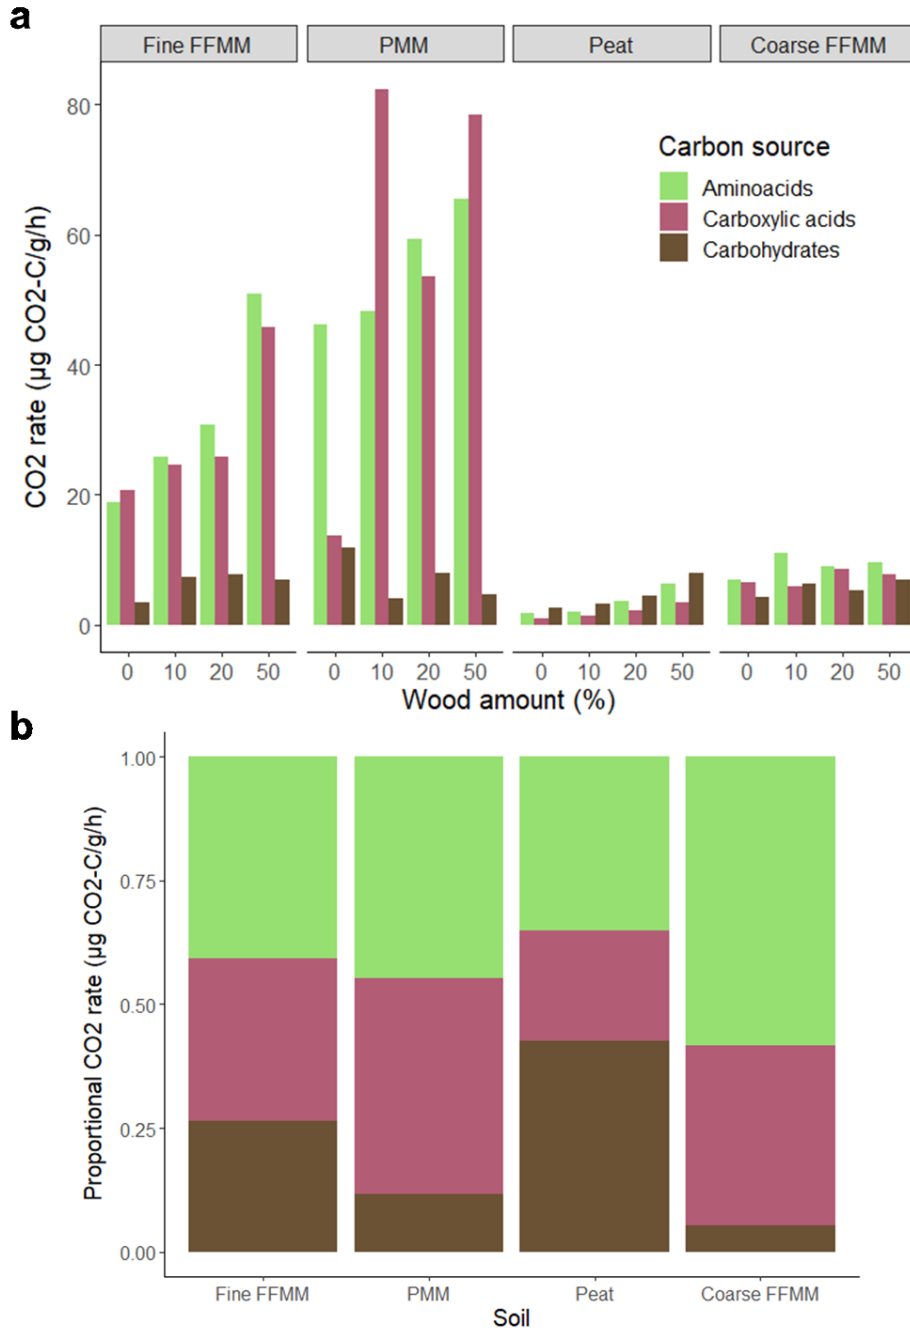 a
Fine FFMM PMM Peat Coarse FFMM
Carbon source
Aminoacids
Carboxylic acids
Carbohydrates
CO2 rate (µg CO2-C/g/h)
80
60
40
20
0
0 10 20 50 0 10 20 50 0 10 20 50 0 10 20 50
Wood amount (%)
b
Proportional CO2 rate (µg CO2-C/g/h)
1.00
0.75
0.50
0.25
0.00
Fine FFMM PMM Peat Coarse FFMM
Soil